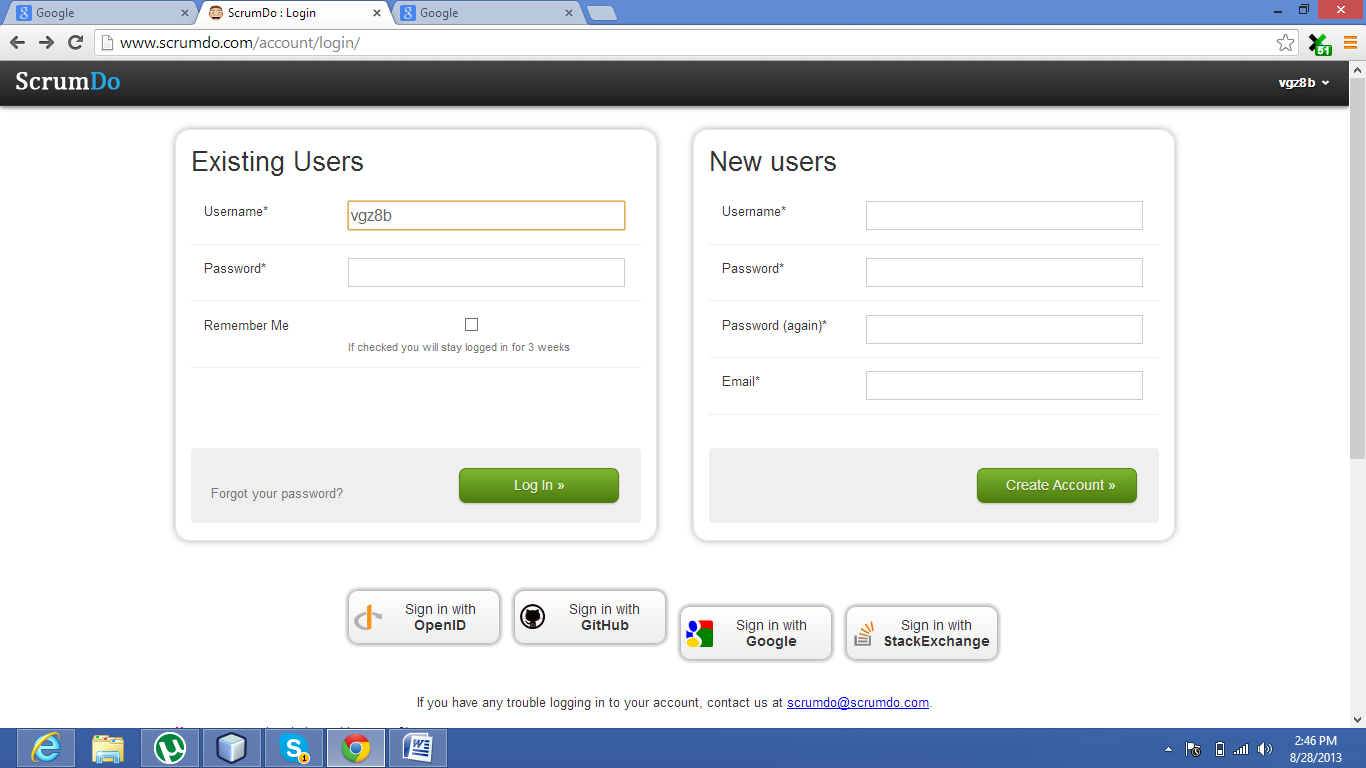 Google
ScrumDo : Login
Google
www.scrumdo.com/account/login/
51
ScrumDo
vgz8b
Existing Users
Username*
vgz8b
Password*
Remember Me
If checked you will stay logged in for 3 weeks
Forgot your password?
Log In »
New users
Username*
Password*
Password (again)*
Email*
Create Account »
Sign in with
OpenID
Sign in with
GitHub
Sign in with
Google
Sign in with
StackExchange
If you have any trouble logging in to your account, contact us at scrumdo@scrumdo.com.
1
2:46 PM
8/28/2013